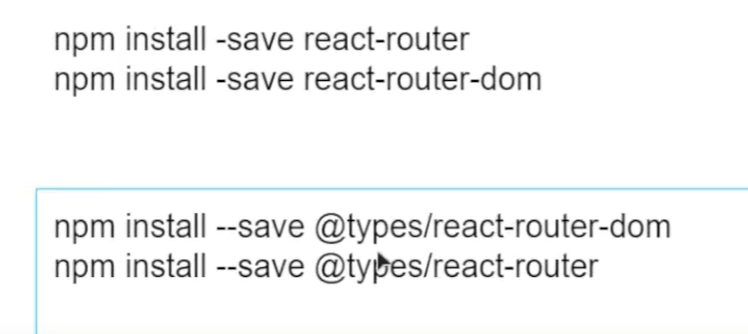 npm install -save react-router
npm install -save react-router-dom
npm install --save @types/react-router-dom
npm install --save @types/react-router